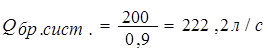 Qбр.сист. = 200/0,9 = 222,2 л / с